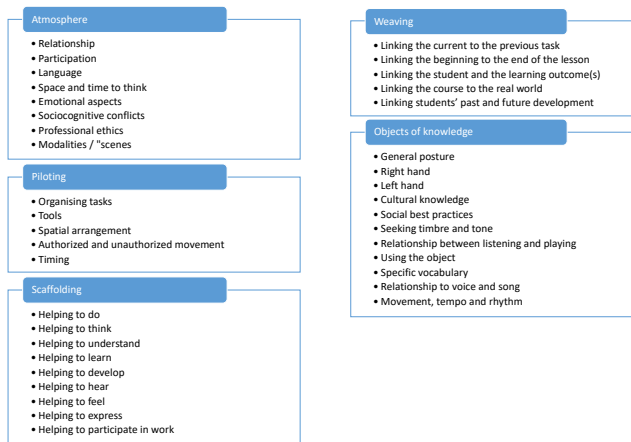 Atmosphere
• Relationship
• Participation
• Language
• Space and time to think
• Emotional aspects
• Sociocognitive conflicts
• Professional ethics
• Modalities / "scenes
Piloting
• Organising tasks
• Tools
• Spatial arrangement
• Authorized and unauthorized movement
• Timing
Scaffolding
• Helping to do
• Helping to think
• Helping to understand
• Helping to learn
• Helping to develop
• Helping to hear
• Helping to feel
• Helping to express
• Helping to participate in work
Weaving
• Linking the current to the previous task
• Linking the beginning to the end of the lesson
• Linking the student and the learning outcome(s)
• Linking the course to the real world
• Linking students' past and future development
Objects of knowledge
• General posture
• Right hand
• Left hand
• Cultural knowledge
• Social best practices
• Seeking timbre and tone
• Relationship between listening and playing
• Using the object
• Specific vocabulary
• Relationship to voice and song
• Movement, tempo and rhythm